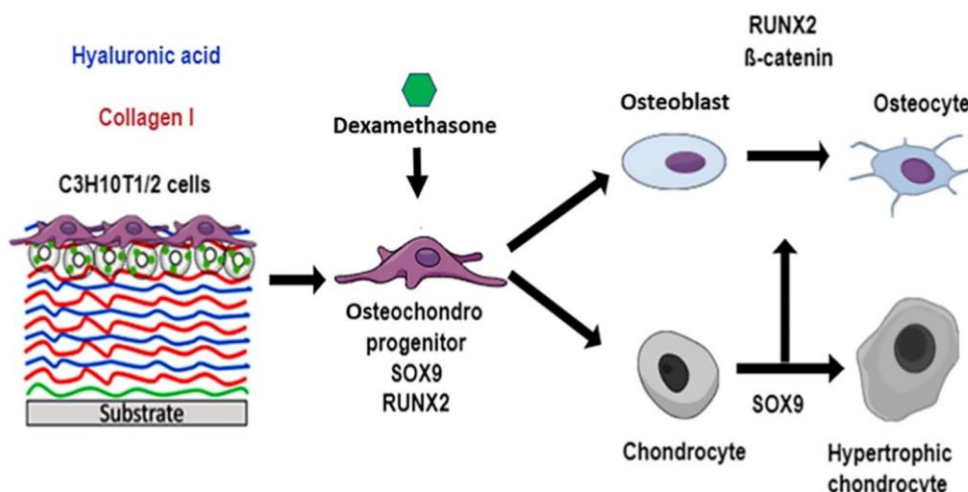 Hyaluronic acid
Collagen I
C3H10T1/2 cells
Substrate
Dexamethasone
Osteochondro
progenitor
SOX9
RUNX2
RUNX2
ß-catenin
Osteoblast
Osteocyte
SOX9
Chondrocyte
Hypertrophic
chondrocyte